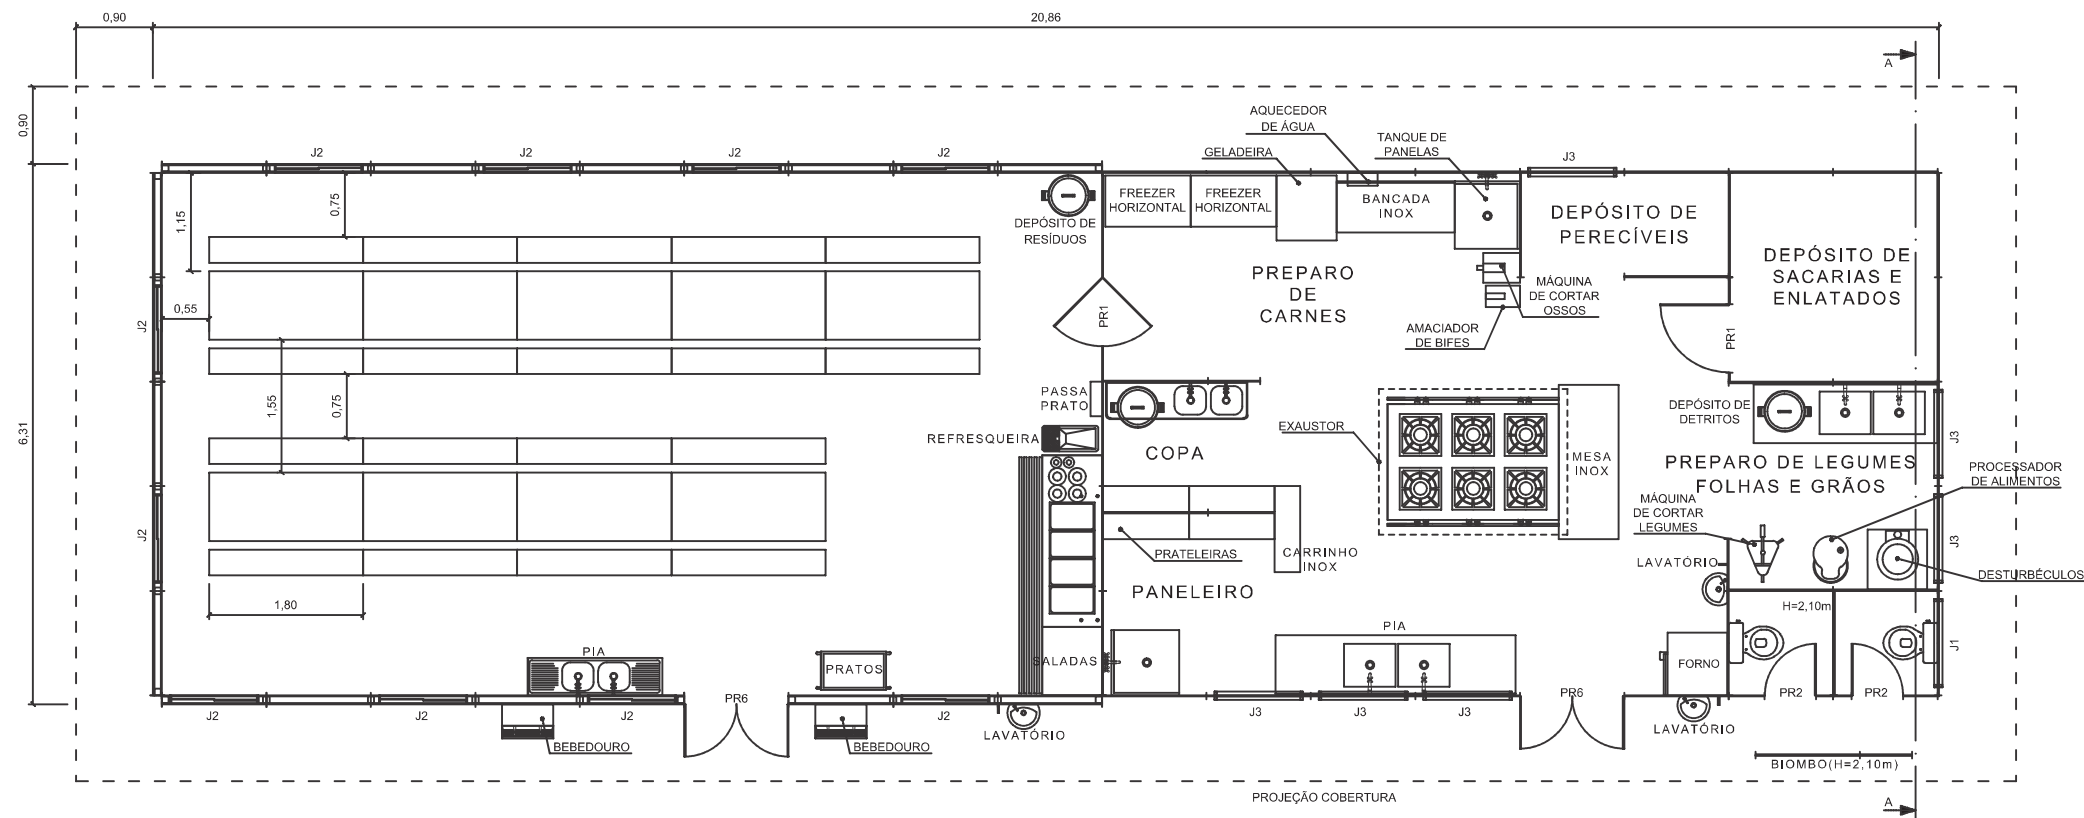 0,90
20,86
A
0,90
AQUECEDOR
DE ÁGUA
TANQUE DE
PANELAS
GELADEIRA
J2
J2
J2
J2
J3
1,15
0,75
DEPÓSITO DE
RESÍDUOS
FREEZER
HORIZONTAL
FREEZER
HORIZONTAL
BANCADA
INOX
DEPÓSITO DE
PERECÍVEIS
DEPÓSITO DE
SACARIAS E
ENLATADOS
PREPARO
DE
CARNES
MÁQUINA
DE CORTAR
OSSOS
AMACIADOR
DE BIFES
0,55
J2
PR1
PR1
6,31
1,55
0,75
PASSA
PRATO
REFRESQUEIRA
COPA
EXAUSTOR
MESA
INOX
DEPÓSITO DE
DETRITOS
J3
PREPARO DE LEGUMES
FOLHAS E GRÃOS
PROCESSADOR
DE ALIMENTOS
MÁQUINA
DE CORTAR
LEGUMES
J2
J3
PRATELEIRAS
CARRINHO
INOX
LAVATÓRIO
DESTURBÉCULOS
PANELEIRO
1,80
H=2,10m
PIA
PRATOS
SALADAS
PIA
FORNO
J1
J2
J2
J2
PR6
J2
LAVATÓRIO
BEBEDOURO
BEBEDOURO
J3
J3
J3
PR6
PR2
PR2
LAVATÓRIO
BIOMBO(H=2,10m)
PROJEÇÃO COBERTURA
A